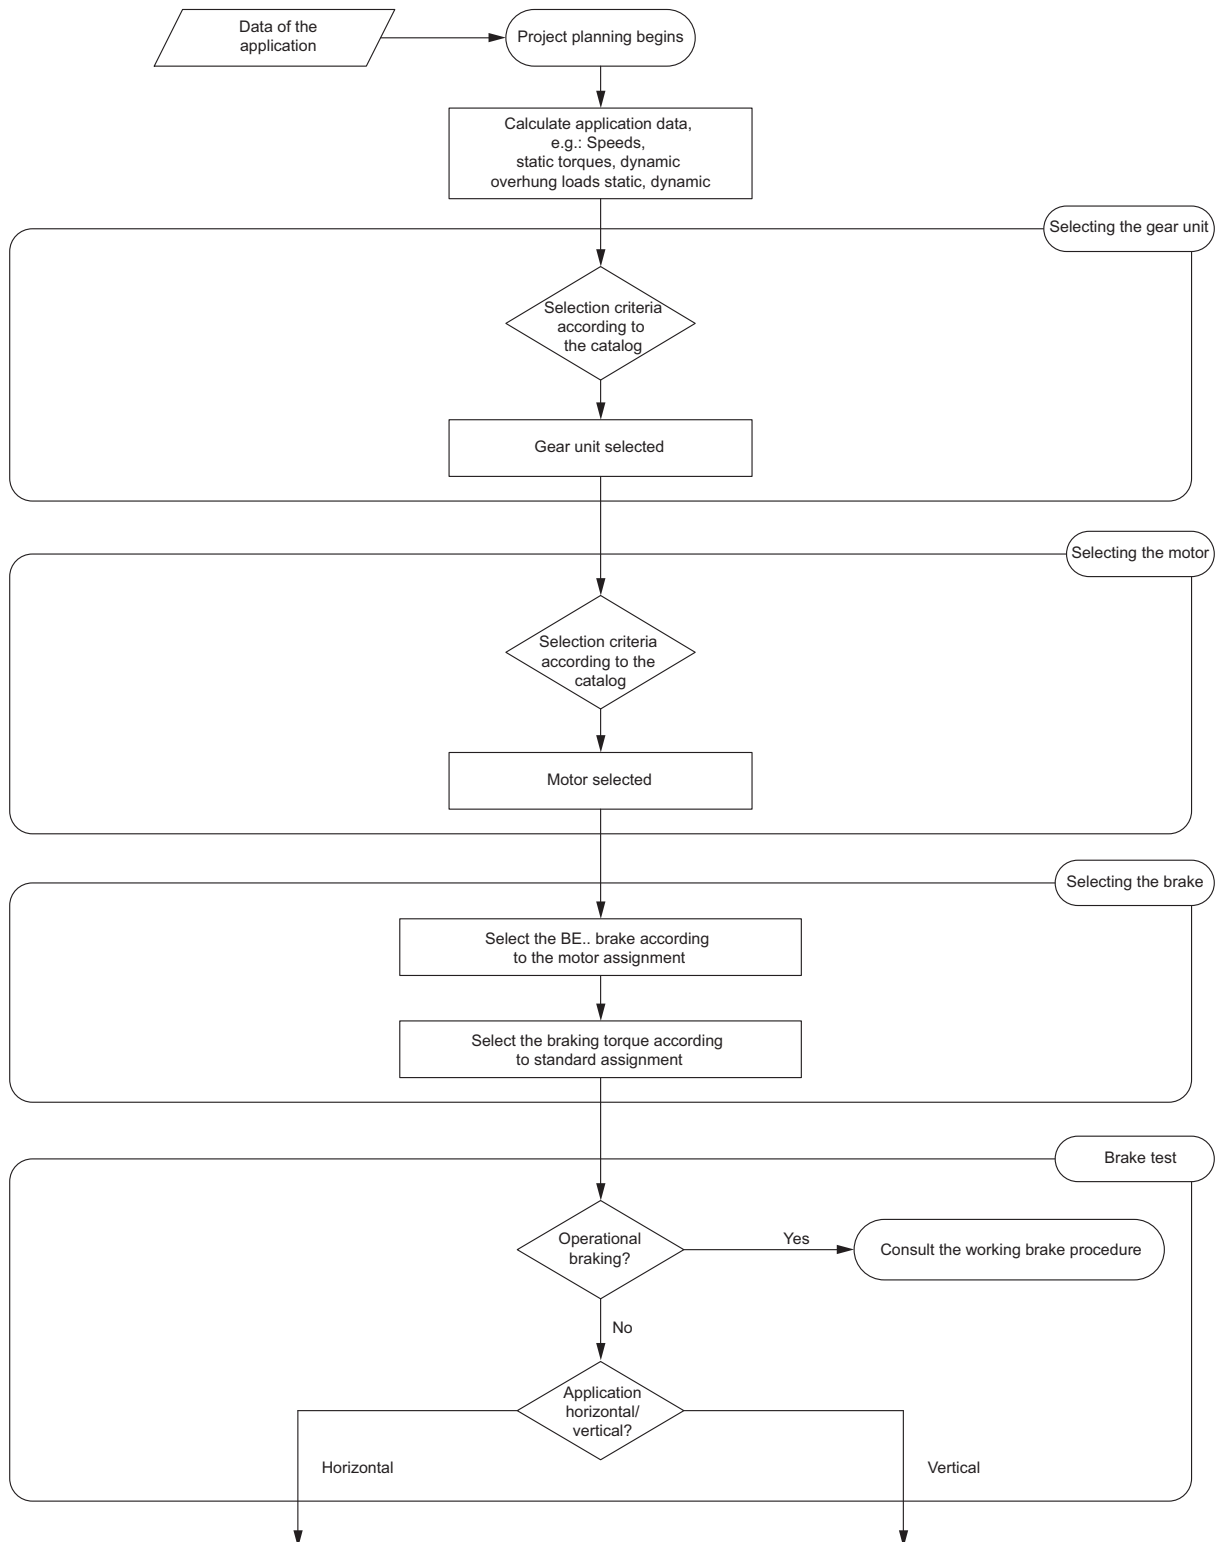 Data of the
application
Project planning begins
Calculate application data,
e.g.: Speeds,
static torques, dynamic
overhung loads static, dynamic
Selecting the gear unit
Selection criteria
according to
the catalog
Gear unit selected
Selecting the motor
Selection criteria
according to the
catalog
Motor selected
Selecting the brake
Select the BE.. brake according
to the motor assignment
Select the braking torque according
to standard assignment
Brake test
Operational
braking?
Yes
Consult the working brake procedure
No
Application
horizontal/
vertical?
Horizontal
Vertical